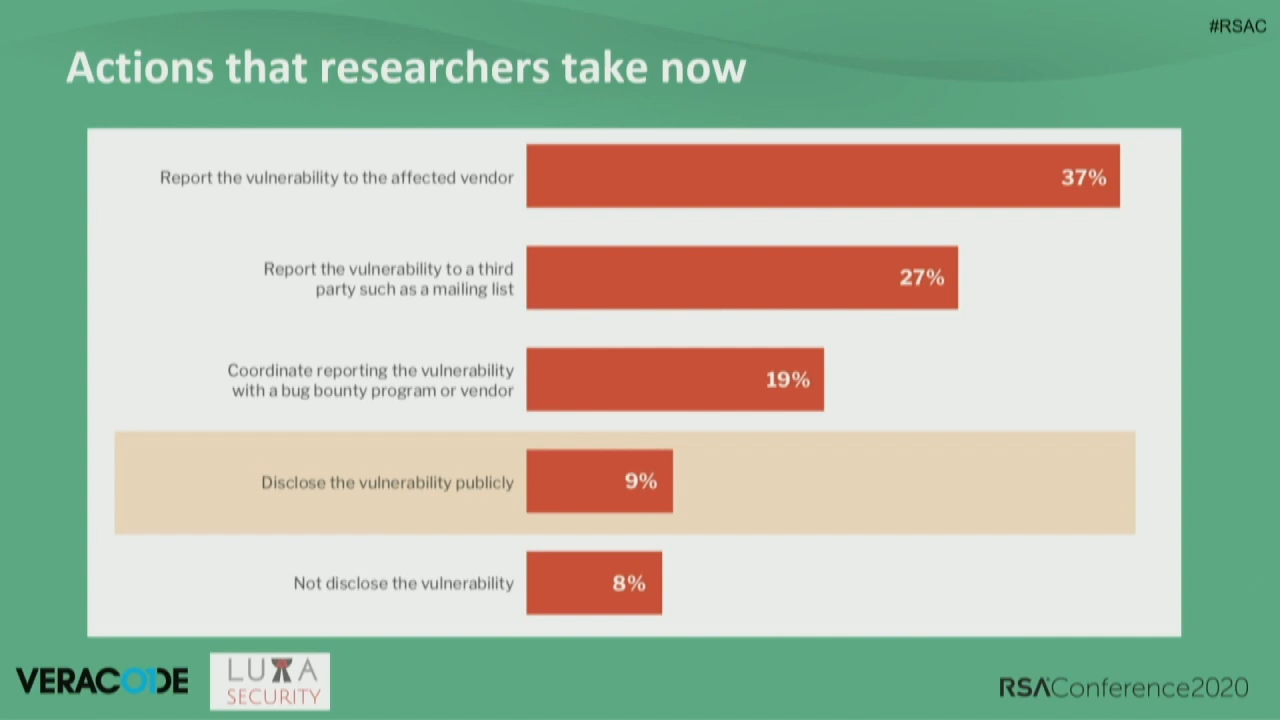 #RSAC
Actions that researchers take now
Report the vulnerability to the affected vendor
37%
Report the vulnerability to a third
party such as a mailing list
27%
Coordinate reporting the vulnerability
with a bug bounty program or vendor
19%
Disclose the vulnerability publicly
9%
Not disclose the vulnerability
8%
VERACODE
LUTA
SECURITY
RSAConference2020